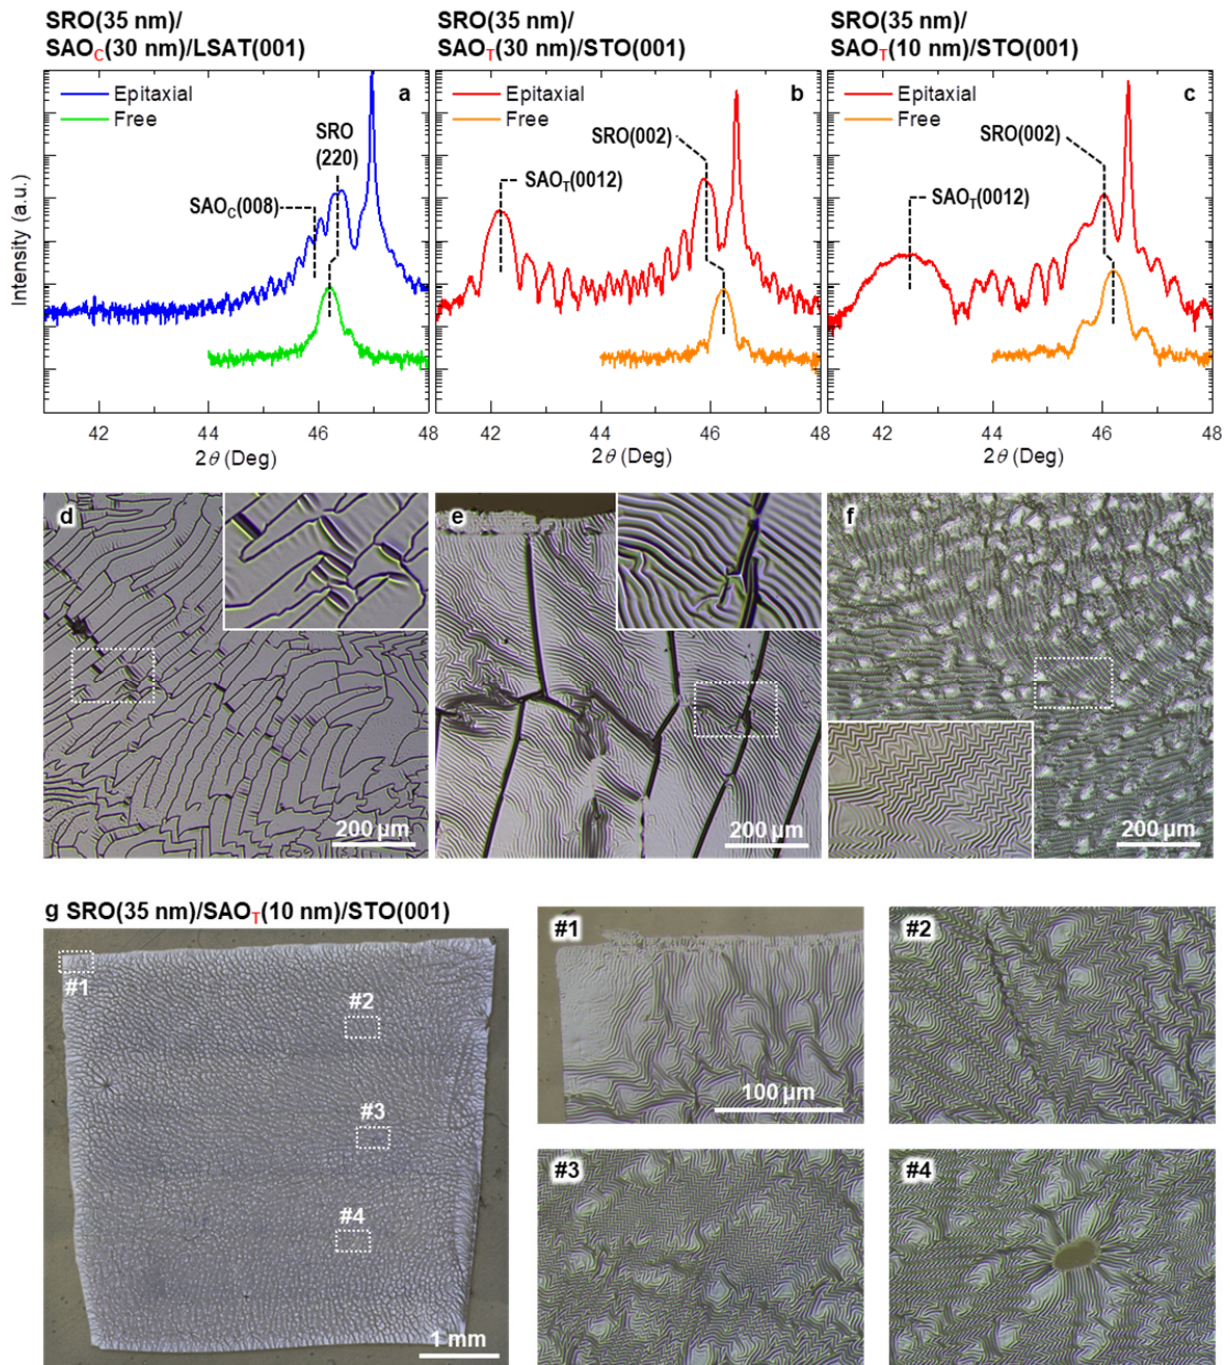 SRO(35 nm)/
SAOC(30 nm)/LSAT(001)
SRO(35 nm)/
SAOT(30 nm)/STO(001)
SRO(35 nm)/
SAOT(10 nm)/STO(001)
Intensity (a.u.)
Epitaxial
Free
a
SRO
(220)
SAOC(008)
42
44
46
48
2θ (Deg)
Epitaxial
Free
b
SRO(002)
SAOT(0012)
42
44
46
48
2θ (Deg)
Epitaxial
Free
c
SRO(002)
SAOT(0012)
42
44
46
48
2θ (Deg)
d
200 µm
e
200 µm
f
200 µm
g SRO(35 nm)/SAOT(10 nm)/STO(001)
#1
#2
#3
#4
1 mm
#1
100 µm
#2
#3
#4